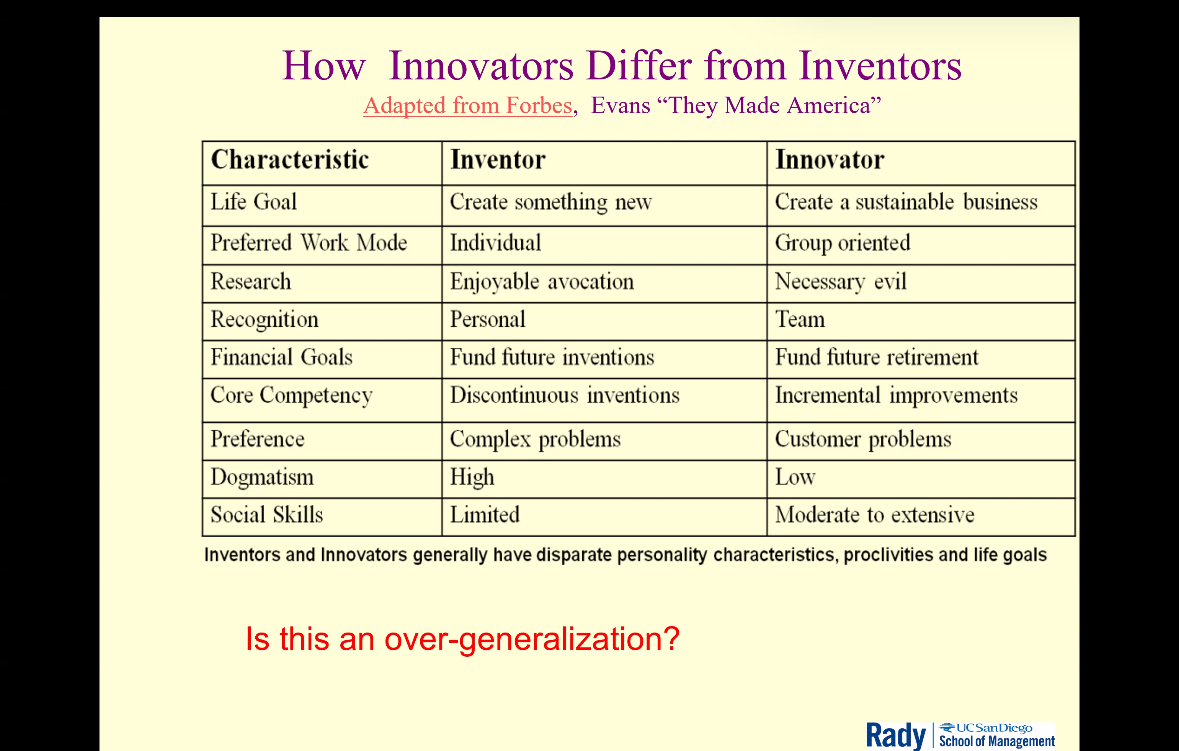 How Innovators Differ from Inventors
Adapted from Forbes, Evans “They Made America”
Characteristic Inventor Innovator
Life Goal Create something new Create a sustainable business
Preferred Work Mode Individual Group oriented
Research Enjoyable avocation Necessary evil
Recognition Personal Team
Financial Goals Fund future inventions Fund future retirement
Core Competency Discontinuous inventions Incremental improvements
Preference Complex problems Customer problems
Dogmatism High Low
Social Skills Limited Moderate to extensive
Inventors and Innovators generally have disparate personality characteristics, proclivities and life goals
Is this an over-generalization?
Rady UC San Diego
School of Management